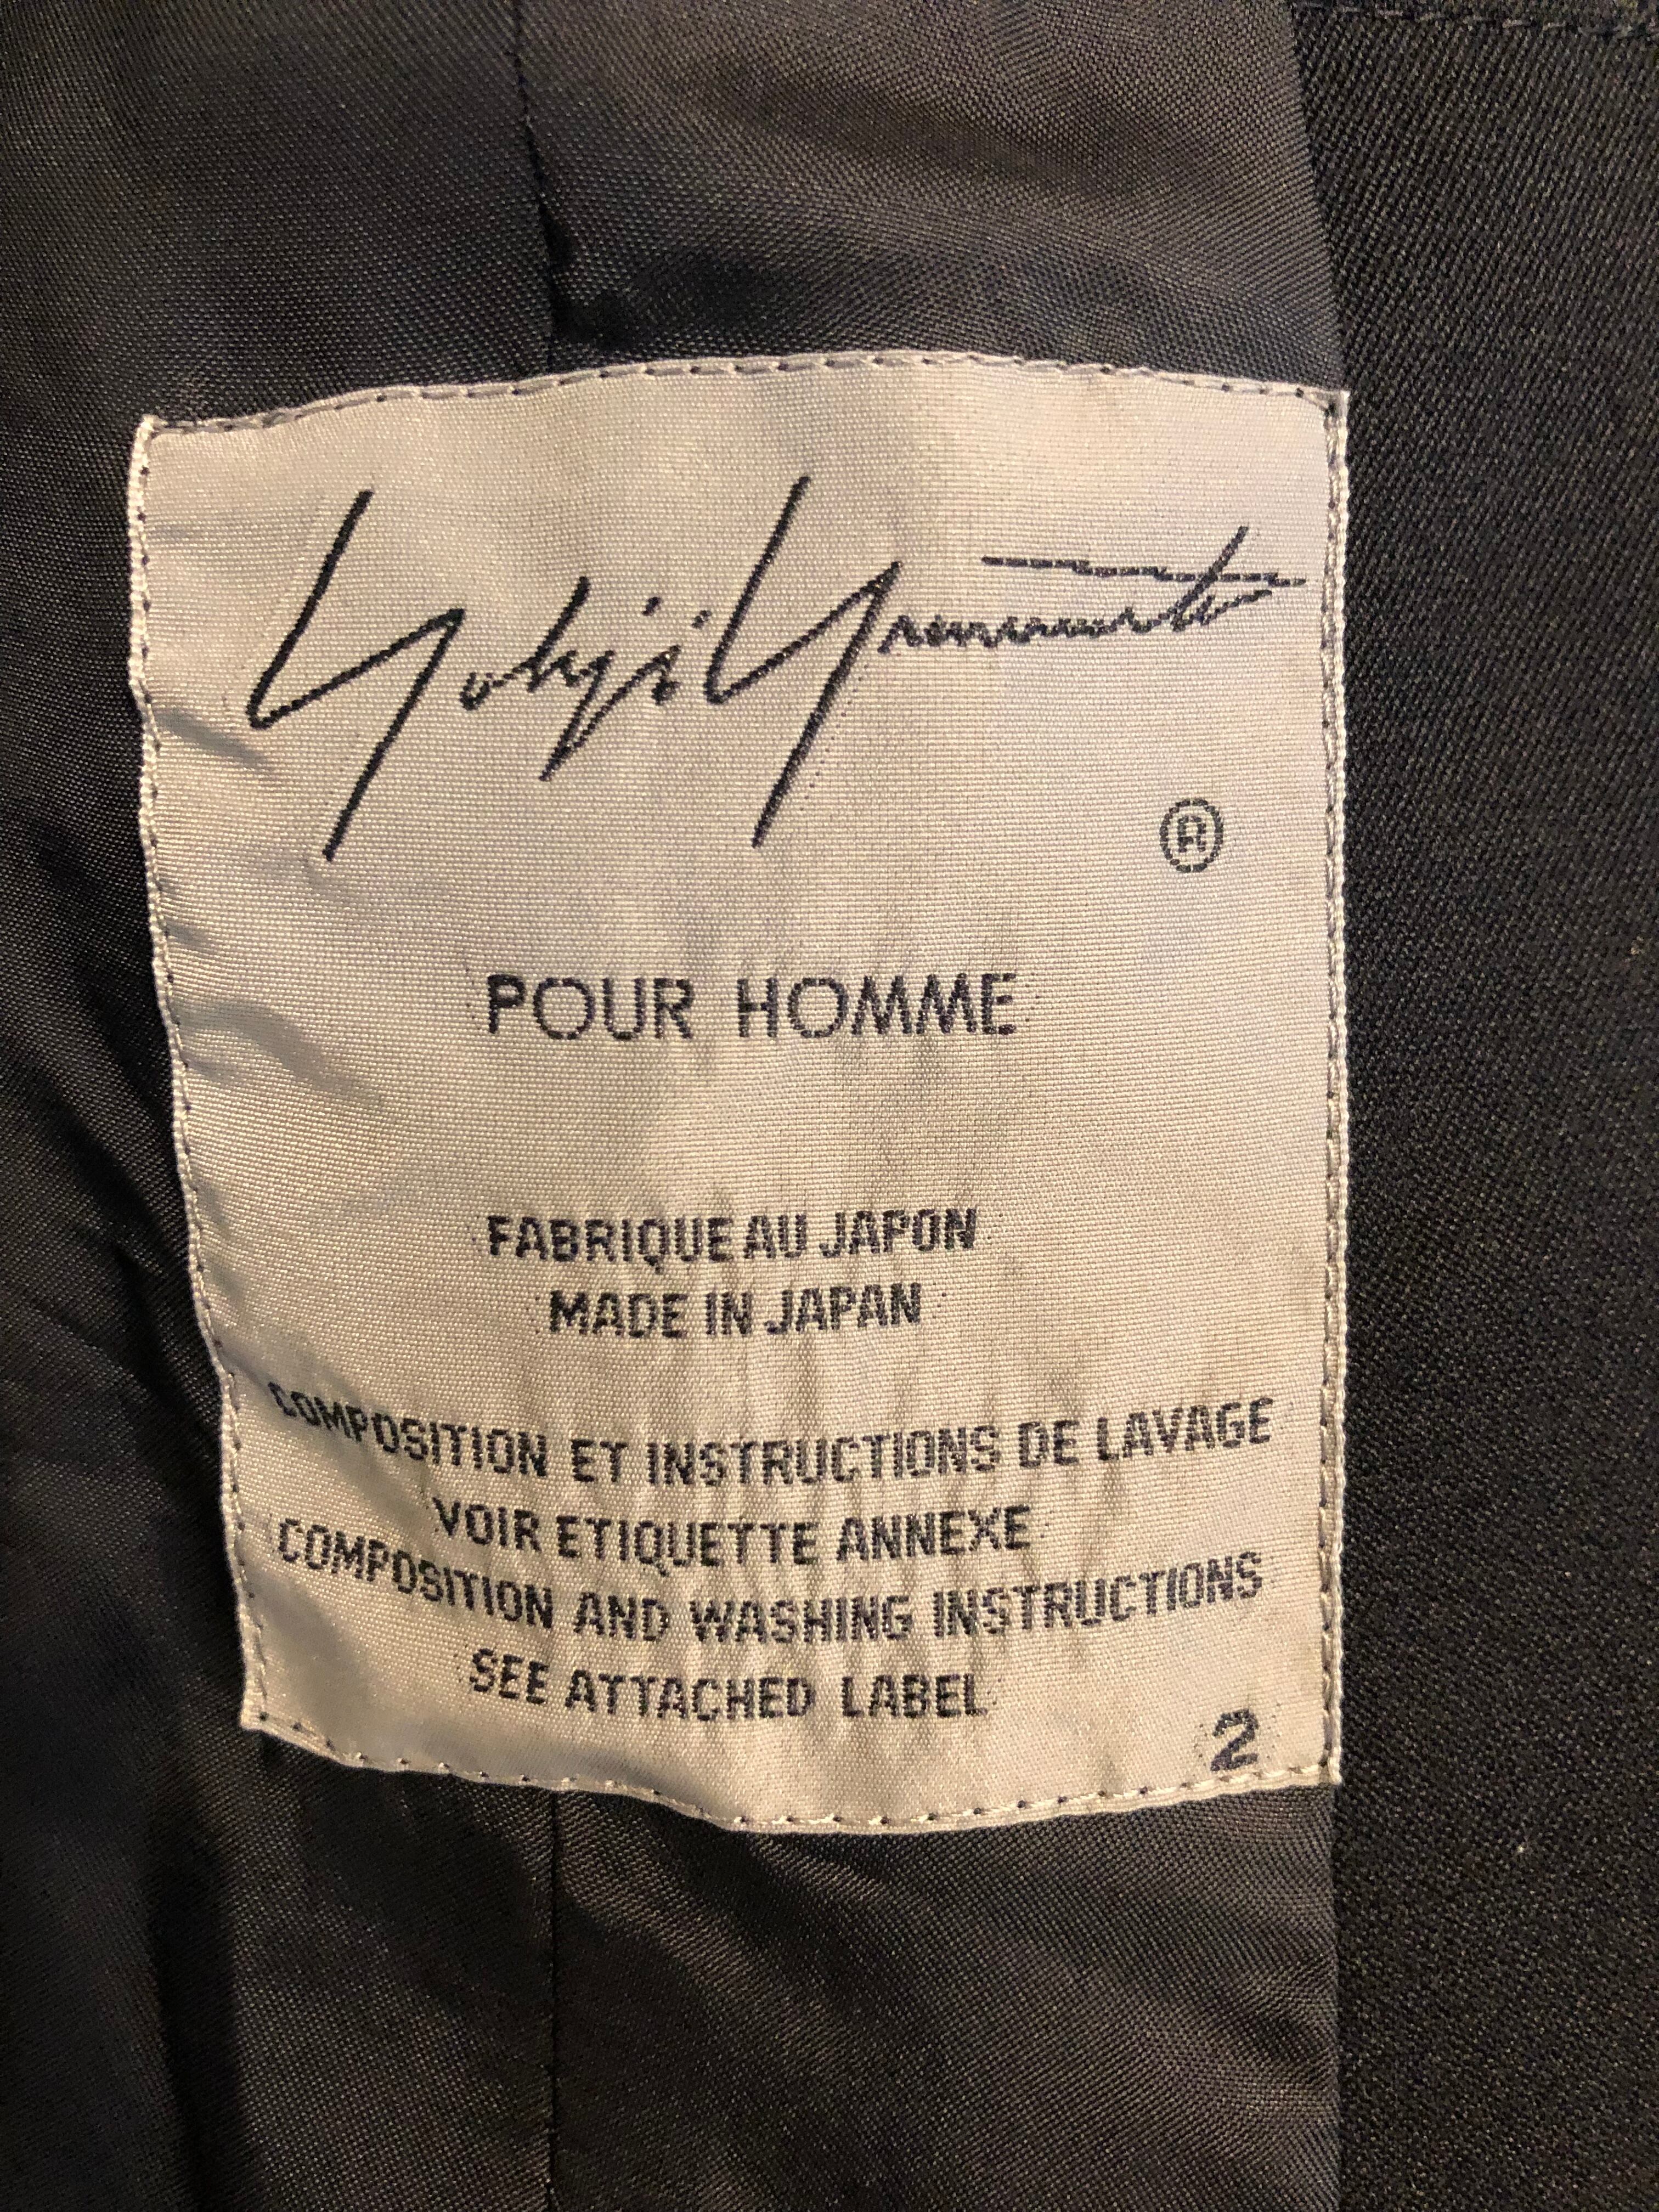 Yohji Yamamoto
®
POUR HOMME
FABRIQUE AU JAPON
MADE IN JAPAN
COMPOSITION ET INSTRUCTIONS DE LAVAGE
VOIR ETIQUETTE ANNEXE
COMPOSITION AND WASHING INSTRUCTIONS
SEE ATTACHED LABEL
2